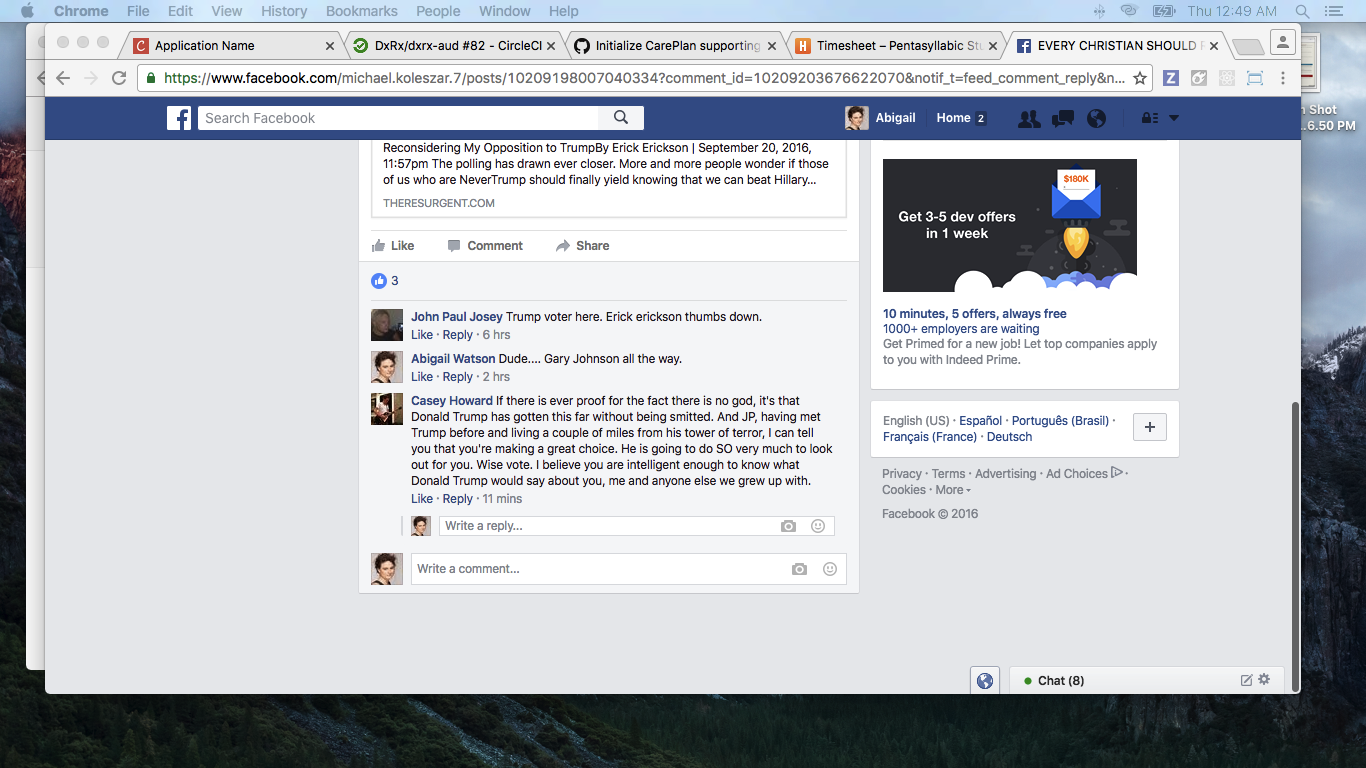 Chrome File Edit View History Bookmarks People Window Help Thu 12:49 AM
Application Name DxRx/dxrx-aud #82 - CircleCI Initialize CarePlan supporting Timesheet – Pentasyllabic Stu EVERY CHRISTIAN SHOULD R
https://www.facebook.com/michael.koleszar.7/posts/10209198007040334?comment_id=10209203676622070&notif_t=feed_comment_reply&n...
n Shot
..6.50 PM
Search Facebook Abigail Home 2
Reconsidering My Opposition to TrumpBy Erick Erickson | September 20, 2016,
11:57pm The polling has drawn ever closer. More and more people wonder if those
of us who are NeverTrump should finally yield knowing that we can beat Hillary...
THERESURGENT.COM
Like Comment Share
3
John Paul Josey Trump voter here. Erick erickson thumbs down.
Like · Reply · 6 hrs
Abigail Watson Dude.... Gary Johnson all the way.
Like · Reply · 2 hrs
Casey Howard If there is ever proof for the fact there is no god, it's that
Donald Trump has gotten this far without being smitted. And JP, having met
Trump before and living a couple of miles from his tower of terror, I can tell
you that you're making a great choice. He is going to do SO very much to look
out for you. Wise vote. I believe you are intelligent enough to know what
Donald Trump would say about you, me and anyone else we grew up with.
Like · Reply · 11 mins
Write a reply...
Write a comment...
$180K
Get 3-5 dev offers
in 1 week
10 minutes, 5 offers, always free
1000+ employers are waiting
Get Primed for a new job! Let top companies apply
to you with Indeed Prime.
English (US) · Español · Português (Brasil) ·
Français (France) · Deutsch
Privacy · Terms · Advertising · Ad Choices ·
Cookies · More
Facebook © 2016
Chat (8)